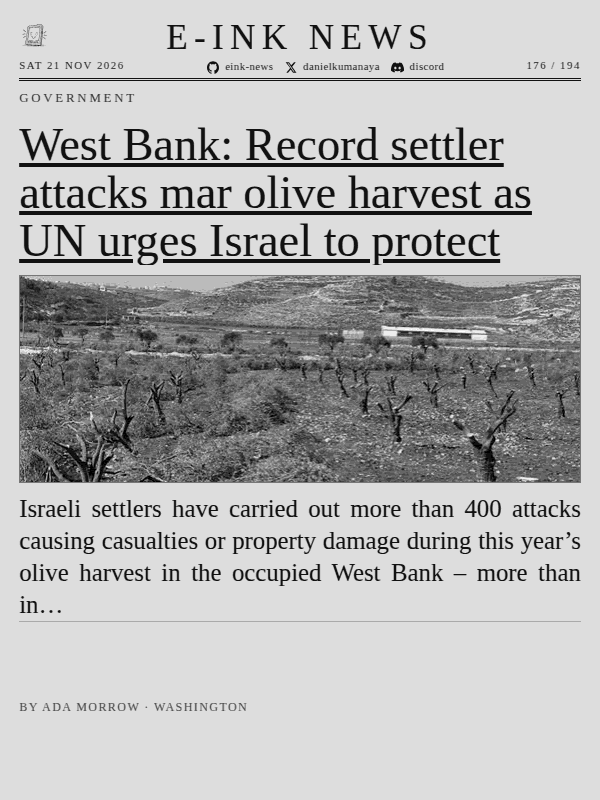 E-INK NEWS
SAT 21 NOV 2026
eink-news danielkumanaya discord
176 / 194
GOVERNMENT
West Bank: Record settler
attacks mar olive harvest as
UN urges Israel to protect
Israeli settlers have carried out more than 400 attacks
causing casualties or property damage during this year’s
olive harvest in the occupied West Bank – more than
in…
BY ADA MORROW · WASHINGTON